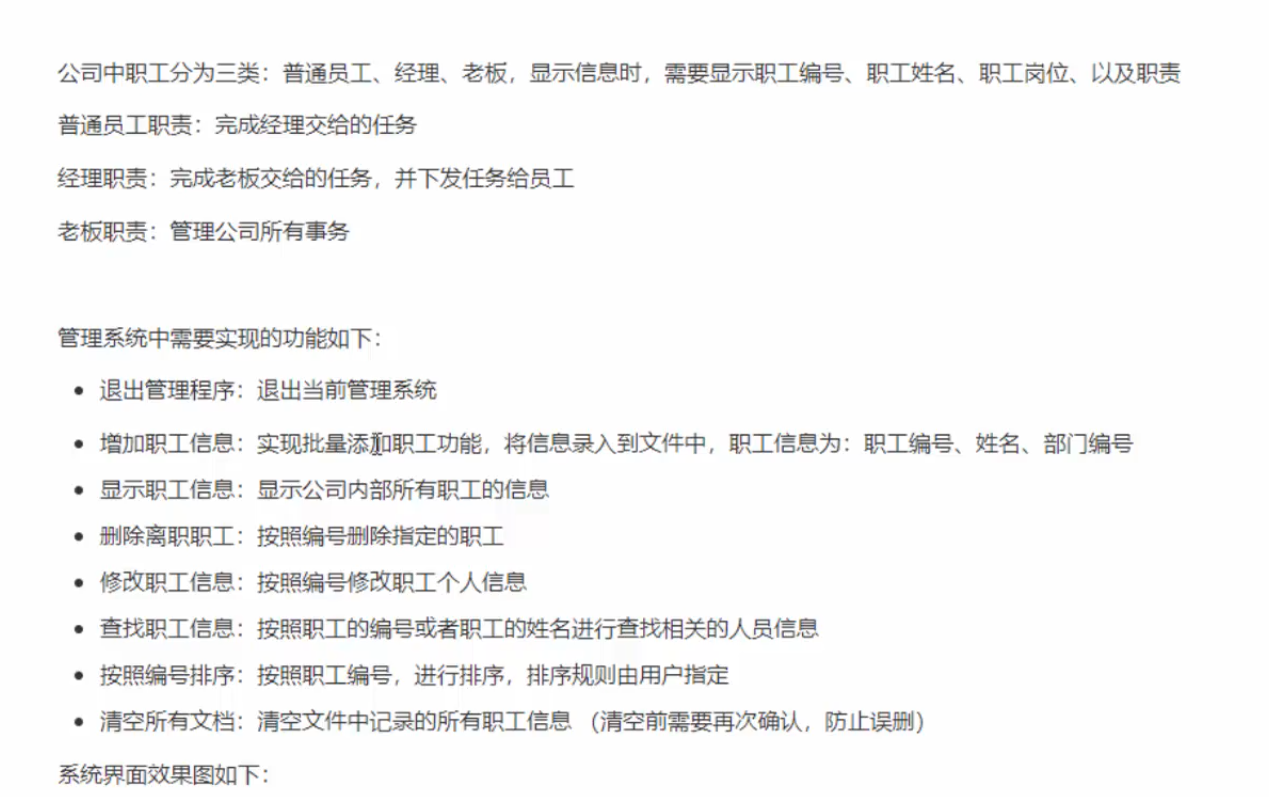 公司中职工分为三类：普通员工、经理、老板，显示信息时，需要显示职工编号、职工姓名、职工岗位、以及职责
普通员工职责：完成经理交给的任务
经理职责：完成老板交给的任务，并下发任务给员工
老板职责：管理公司所有事务
管理系统中需要实现的功能如下：
• 退出管理程序：退出当前管理系统
• 增加职工信息：实现批量添加职工功能，将信息录入到文件中，职工信息为：职工编号、姓名、部门编号
• 显示职工信息：显示公司内部所有职工的信息
• 删除离职职工：按照编号删除指定的职工
• 修改职工信息：按照编号修改职工个人信息
• 查找职工信息：按照职工的编号或者职工的姓名进行查找相关的人员信息
• 按照编号排序：按照职工编号，进行排序，排序规则由用户指定
• 清空所有文档：清空文件中记录的所有职工信息 （清空前需要再次确认，防止误删）
系统界面效果图如下：